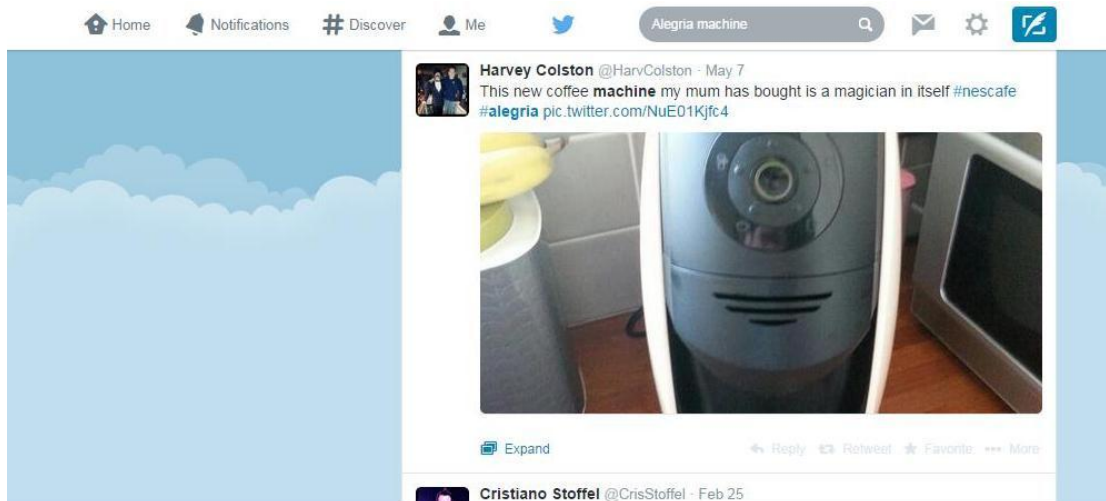 Home Notifications # Discover Me Alegria machine
Harvey Colston @HarvColston · May 7
This new coffee machine my mum has bought is a magician in itself #nescafe
#alegria pic.twitter.com/NuE01Kjfc4
Expand Reply Retweet Favorite ••• More
Cristiano Stoffel @CrisStoffel · Feb 25